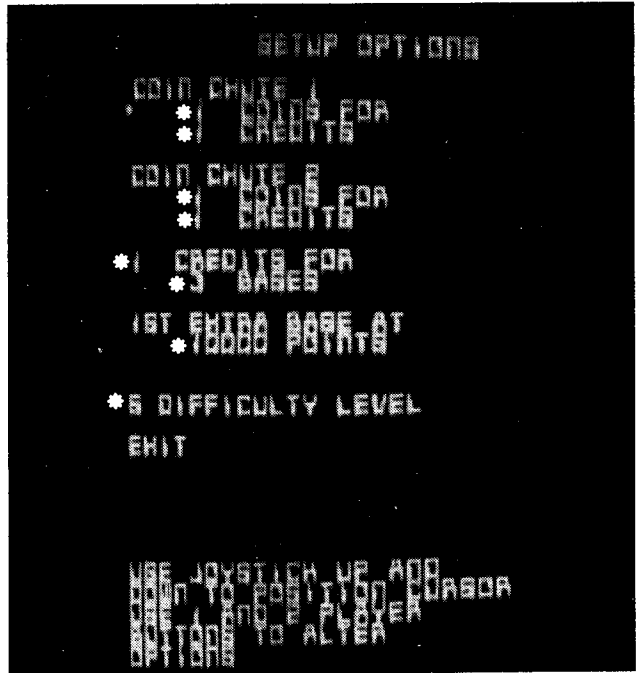 SETUP OPTIONS
COIN CHUTE 1
*1 COINS FOR
*1 CREDITS
COIN CHUTE 2
*1 COINS FOR
*1 CREDITS
*1 CREDITS FOR
*3 BASES
1ST EXTRA BASE AT
*10000 POINTS
*5 DIFFICULTY LEVEL
EXIT
USE JOYSTICK UP AND
DOWN TO POSITION CURSOR
USE 1 AND 2 PLAYER
BUTTONS TO ALTER
OPTIONS